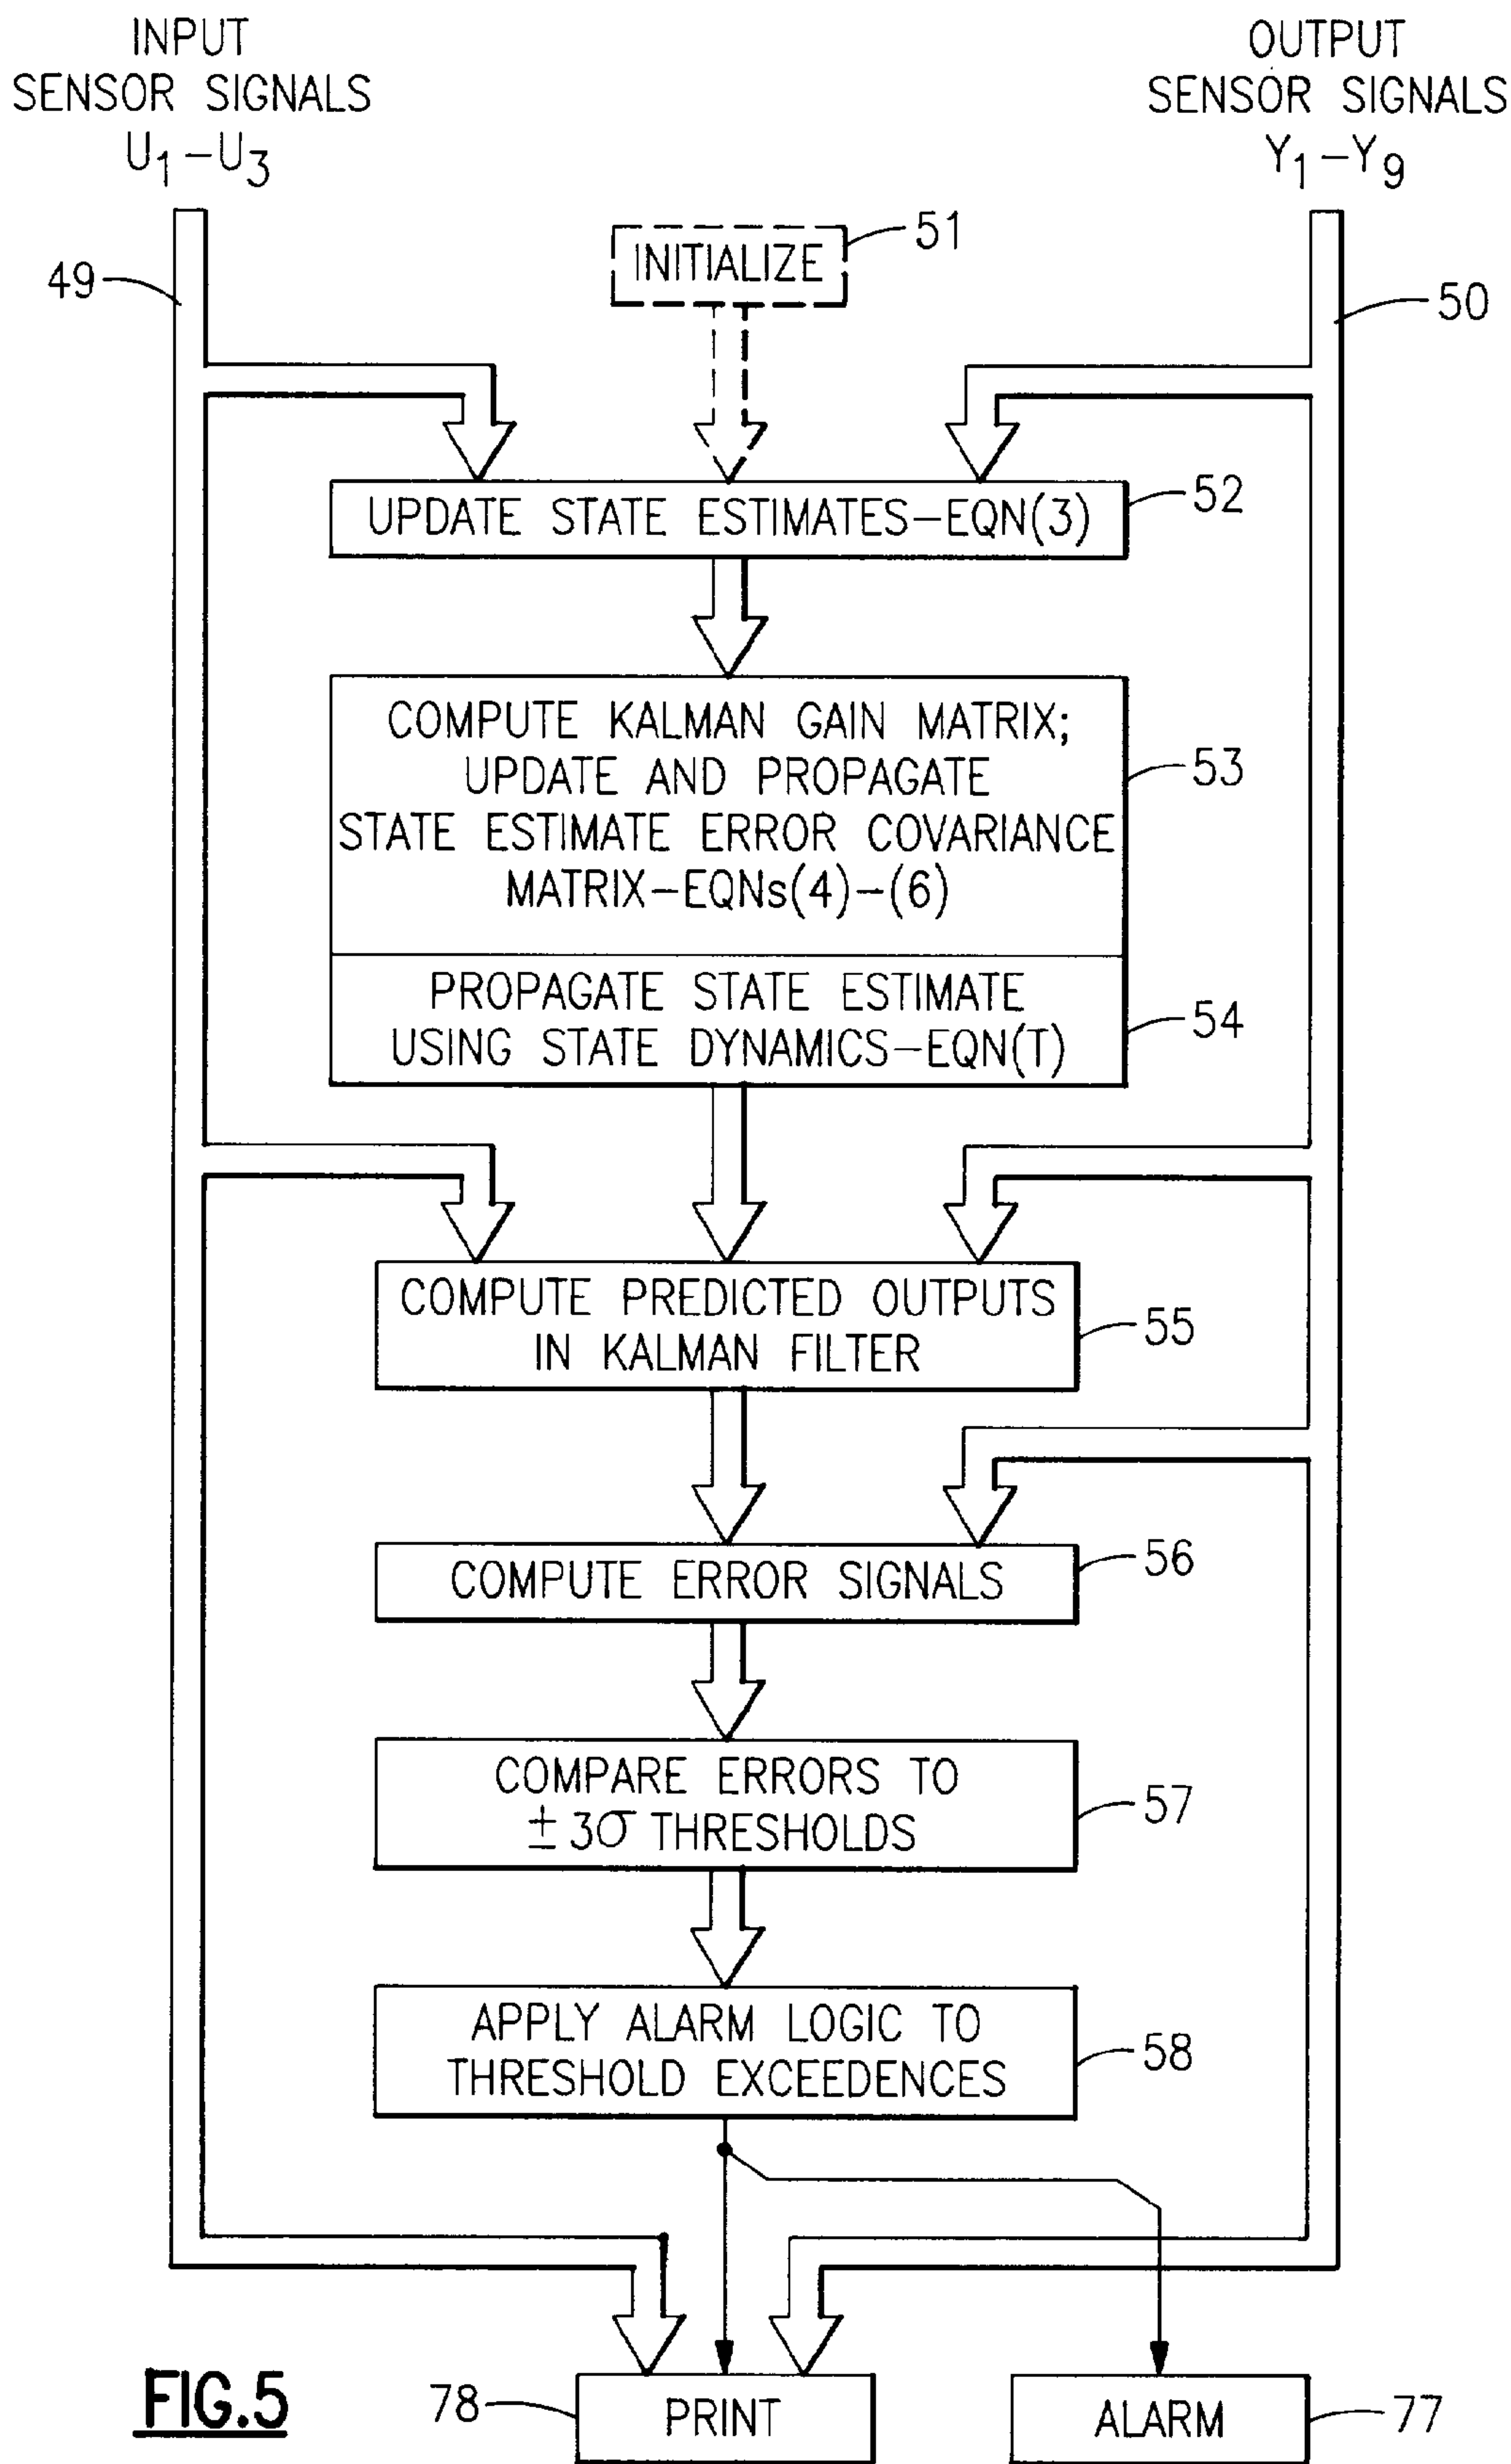 INPUT
SENSOR SIGNALS
U1–U3
OUTPUT
SENSOR SIGNALS
Y1–Y9
49
INITIALIZE
51
50
UPDATE STATE ESTIMATES–EQN(3)
52
COMPUTE KALMAN GAIN MATRIX;
UPDATE AND PROPAGATE
STATE ESTIMATE ERROR COVARIANCE
MATRIX–EQNs(4)–(6)
53
PROPAGATE STATE ESTIMATE
USING STATE DYNAMICS–EQN(T)
54
COMPUTE PREDICTED OUTPUTS
IN KALMAN FILTER
55
COMPUTE ERROR SIGNALS
56
COMPARE ERRORS TO
±3σ THRESHOLDS
57
APPLY ALARM LOGIC TO
THRESHOLD EXCEEDENCES
58
FIG.5
78
PRINT
ALARM
77